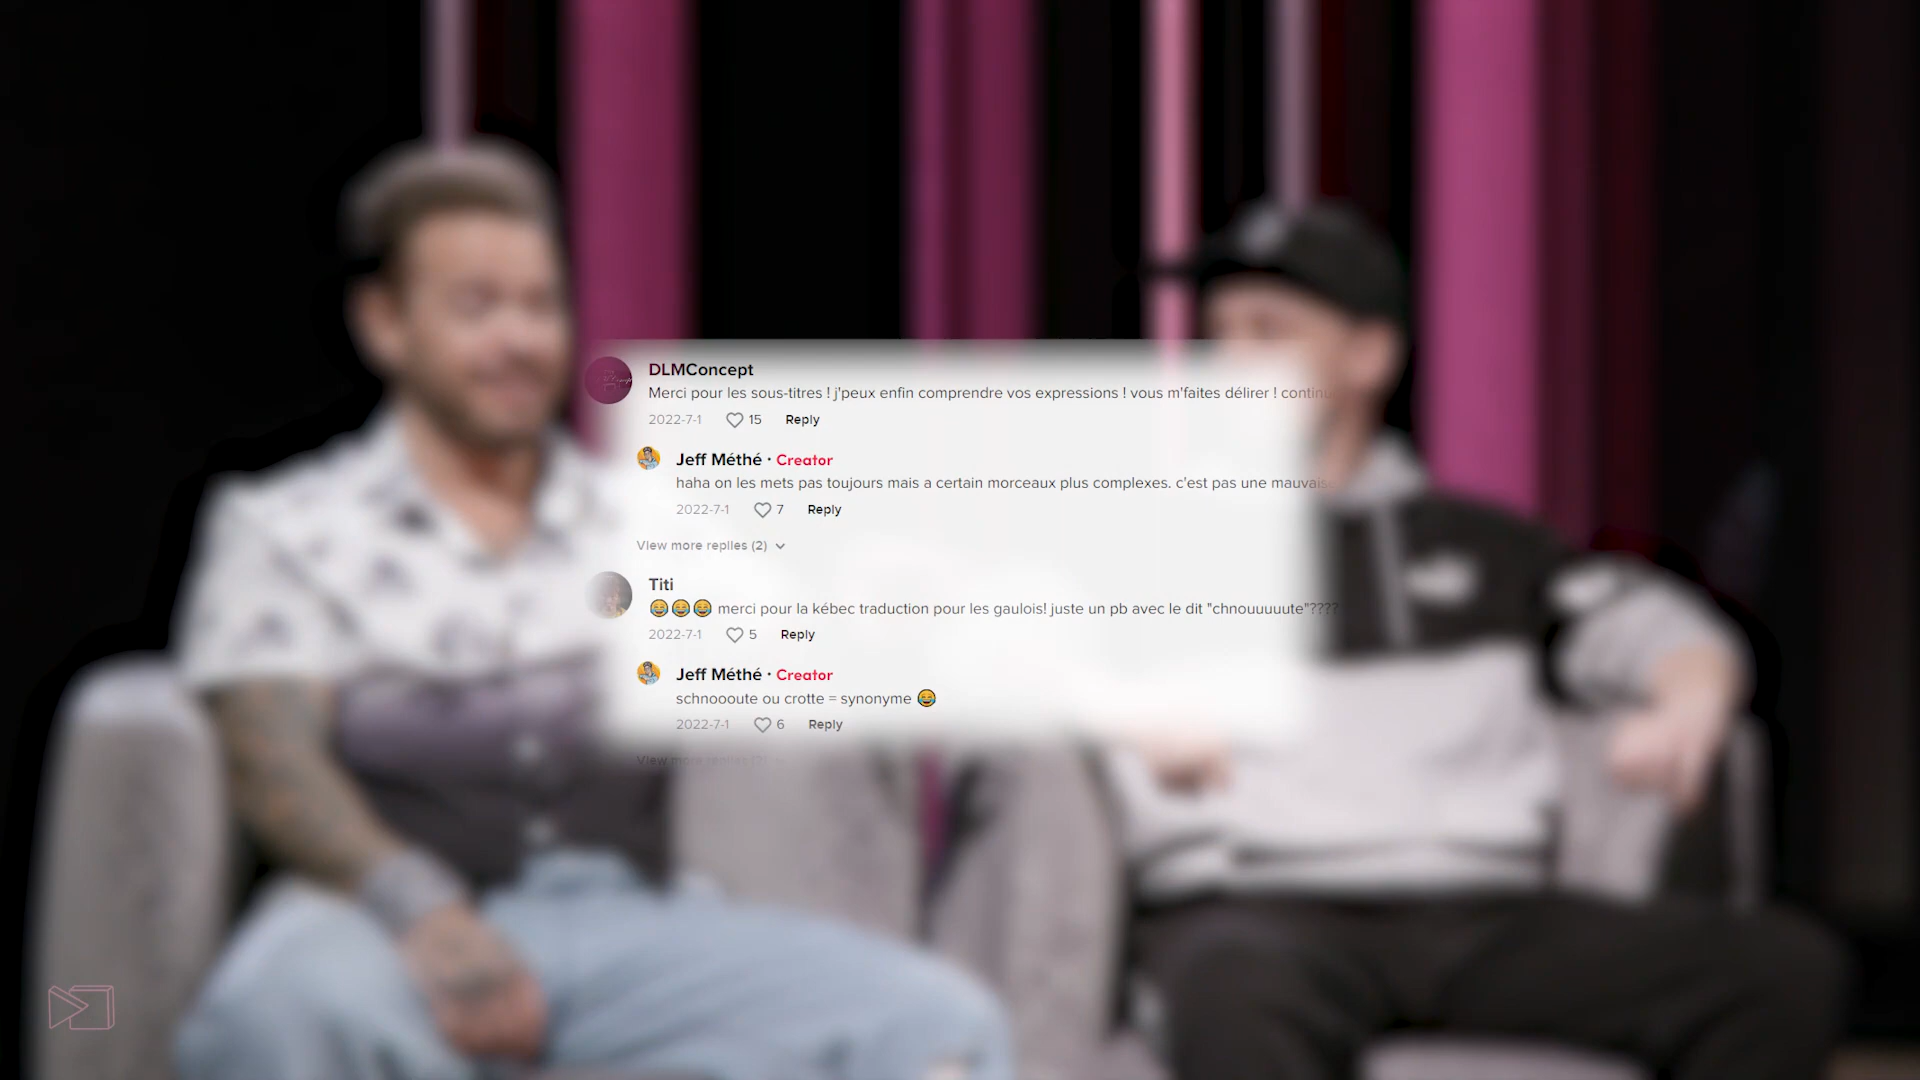 DLMConcept
Merci pour les sous-titres ! j'peux enfin comprendre vos expressions ! vous m'faites délirer !
2022-7-1 15 Reply
Jeff Méthé · Creator
haha on les mets pas toujours mais a certain morceaux plus complexes. c'est pas une mauvais
2022-7-1 7 Reply
View more replies (2)
Titi
😂😂😂 merci pour la kébec traduction pour les gaulois! juste un pb avec le dit "chnouuuuute"????
2022-7-1 5 Reply
Jeff Méthé · Creator
schnoooute ou crotte = synonyme 😂
2022-7-1 6 Reply
View more replies (2)